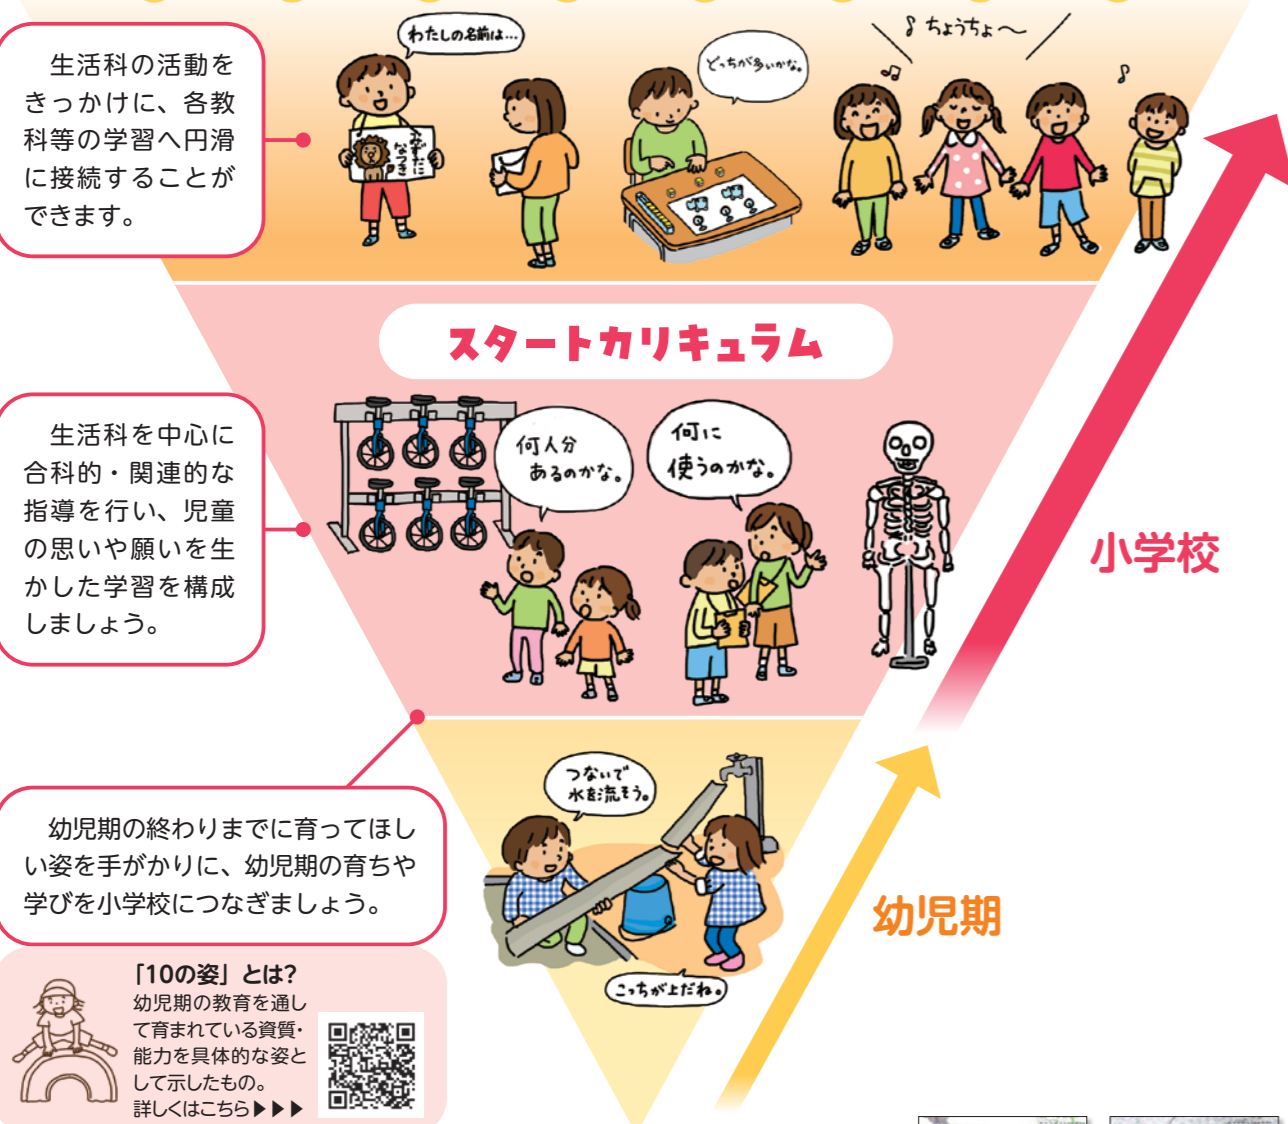 生活科の活動を
きっかけに、各教
科等の学習へ円滑
に接続することが
できます。
わたしの名前は…
みずたに
なつき
どっちが多いかな。
ちょうちょ〜
スタートカリキュラム
生活科を中心に
合科的・関連的な
指導を行い、児童
の思いや願いを生
かした学習を構成
しましょう。
何人分
あるのかな。
何に
使うのかな。
小学校
幼児期の終わりまでに育ってほし
い姿を手がかりに、幼児期の育ちや
学びを小学校につなぎましょう。
つないで
水を流そう。
こっちが上だね。
幼児期
「10の姿」とは?
幼児期の教育を通し
て育まれている資質・
能力を具体的な姿と
して示したもの。
詳しくはこちら▶▶▶